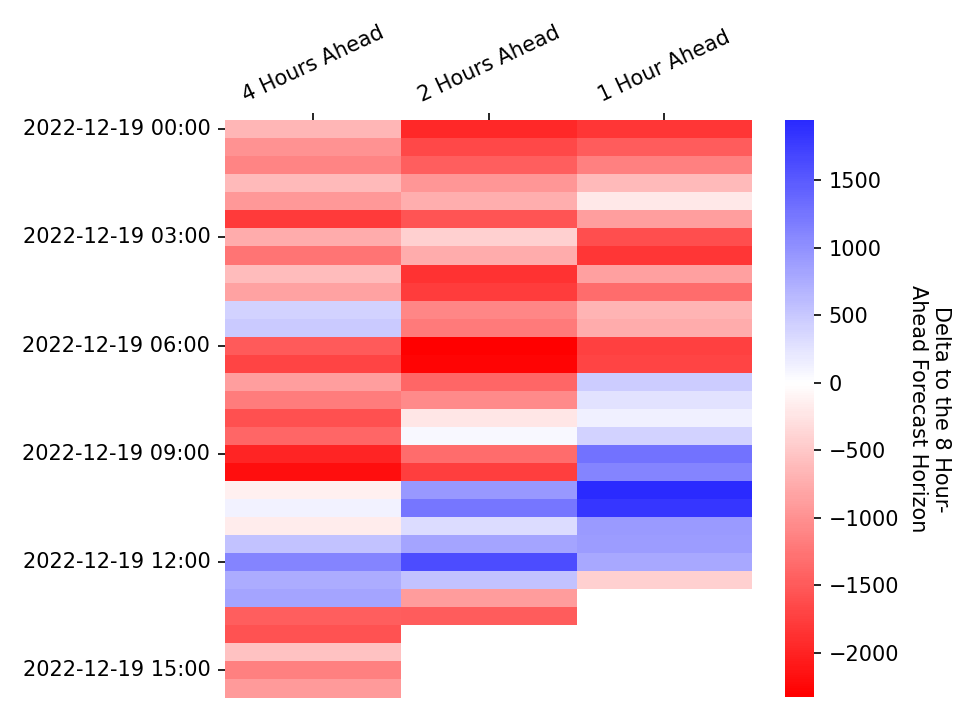 4 Hours Ahead
2 Hours Ahead
1 Hour Ahead
2022-12-19 00:00
2022-12-19 03:00
2022-12-19 06:00
2022-12-19 09:00
2022-12-19 12:00
2022-12-19 15:00
1500
1000
500
0
−500
−1000
−1500
−2000
Delta to the 8 Hour-
Ahead Forecast Horizon